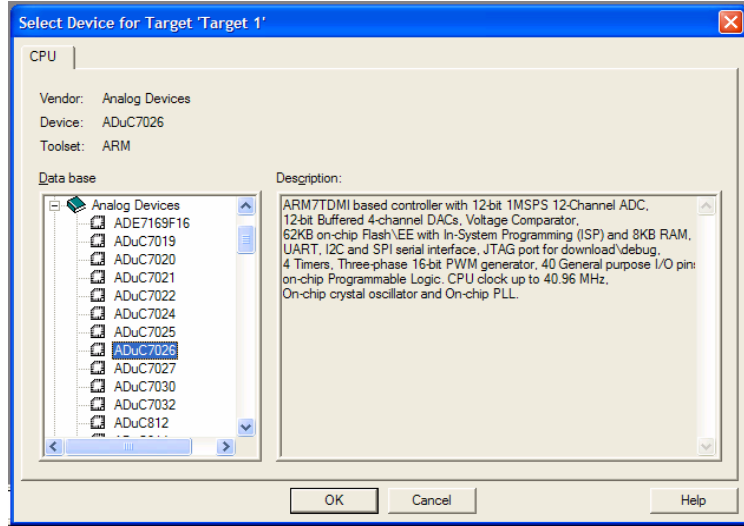 Select Device for Target 'Target 1'
CPU
Vendor: Analog Devices
Device: ADuC7026
Toolset: ARM
Data base
Description:
Analog Devices
ADE7169F16
ADuC7019
ADuC7020
ADuC7021
ADuC7022
ADuC7024
ADuC7025
ADuC7026
ADuC7027
ADuC7030
ADuC7032
ADuC812
ARM7TDMI based controller with 12-bit 1MSPS 12-Channel ADC,
12-bit Buffered 4-channel DACs, Voltage Comparator,
62KB on-chip Flash\EE with In-System Programming (ISP) and 8KB RAM,
UART, I2C and SPI serial interface, JTAG port for download\debug,
4 Timers, Three-phase 16-bit PWM generator, 40 General purpose I/O pins
on-chip Programmable Logic. CPU clock up to 40.96 MHz,
On-chip crystal oscillator and On-chip PLL.
OK
Cancel
Help